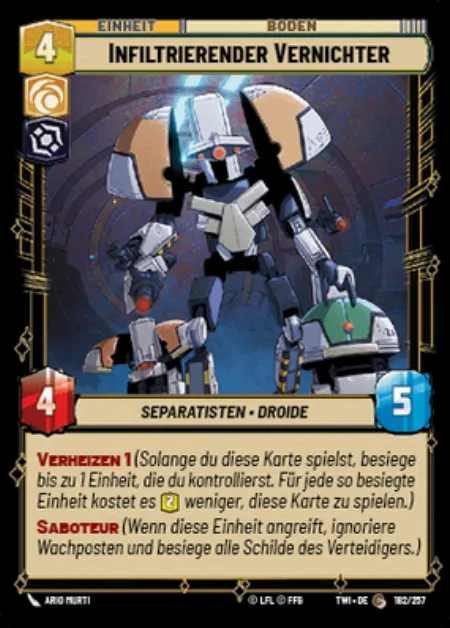 EINHEIT BODEN
4 INFILTRIERENDER VERNICHTER
4 SEPARATISTEN • DROIDE 5
VERHEIZEN 1 (Solange du diese Karte spielst, besiege
bis zu 1 Einheit, die du kontrollierst. Für jede so besiegte
Einheit kostet es 2 weniger, diese Karte zu spielen.)
SABOTEUR (Wenn diese Einheit angreift, ignoriere
Wachposten und besiege alle Schilde des Verteidigers.)
ARIO MURTI © LFL © FFG TWI • DE C 182/257